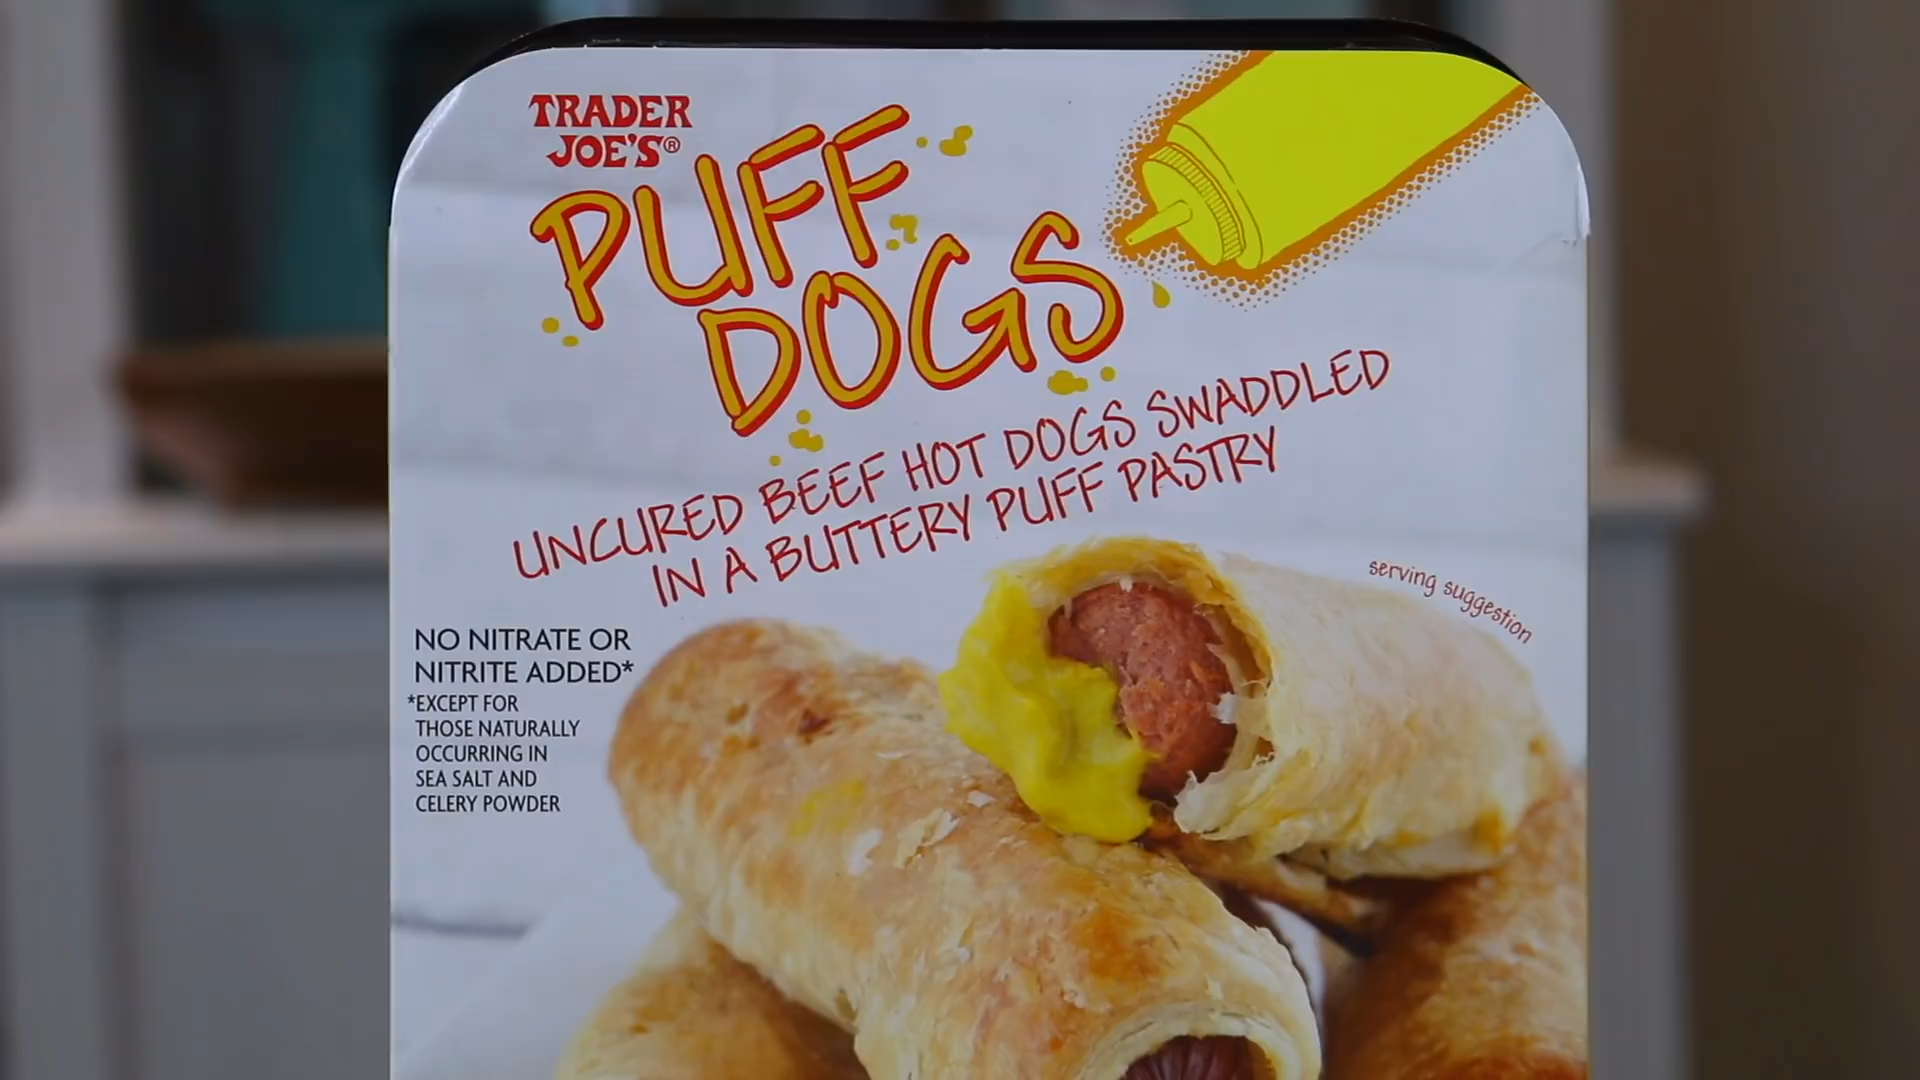 TRADER
JOE'S®
PUFF
DOGS
UNCURED BEEF HOT DOGS SWADDLED
IN A BUTTERY PUFF PASTRY
serving suggestion
NO NITRATE OR
NITRITE ADDED*
*EXCEPT FOR
THOSE NATURALLY
OCCURRING IN
SEA SALT AND
CELERY POWDER